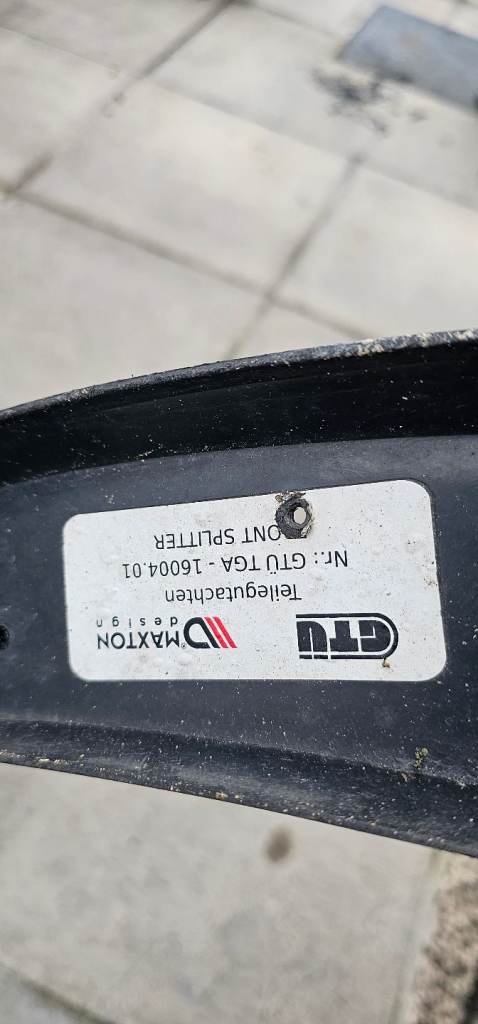 GTÜ
MAXTON
design
Teilegutachten
Nr.: GTÜ TGA - 16004.01
ONT SPLITTER